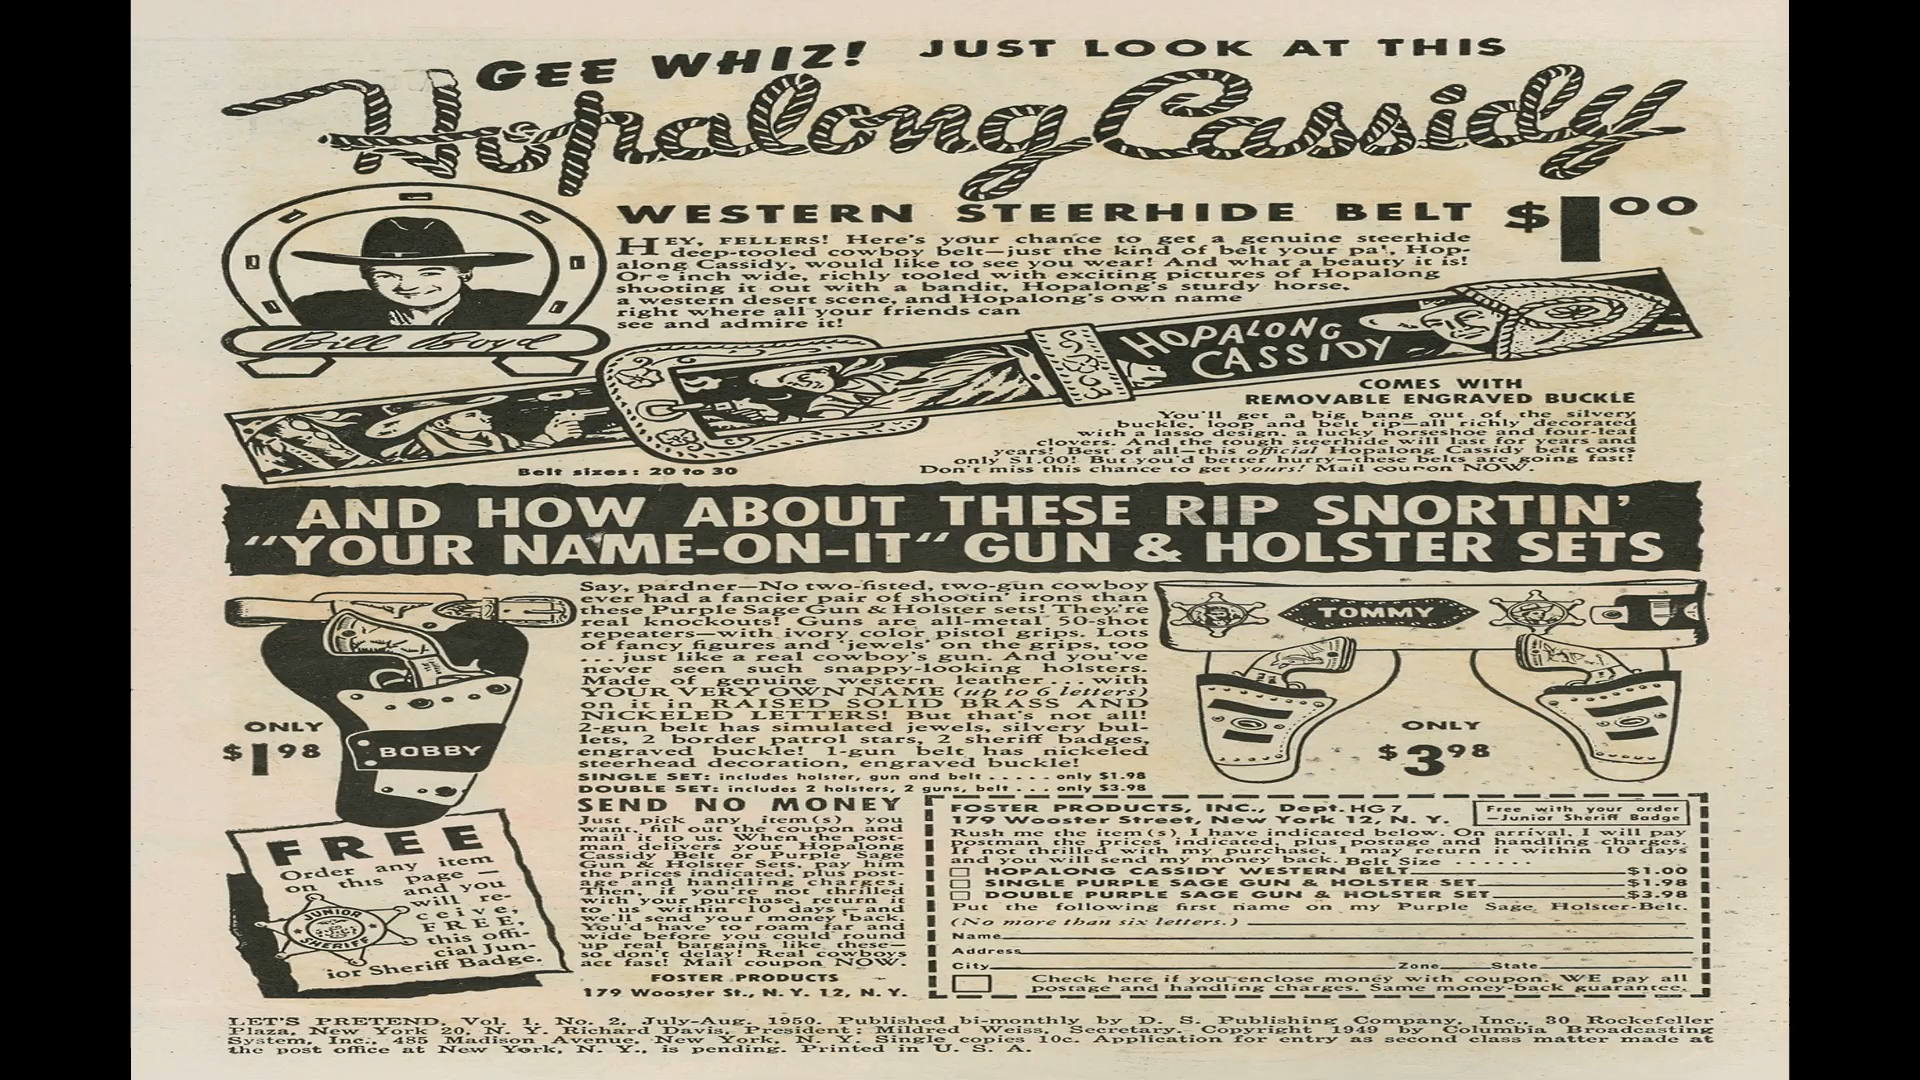 GEE WHIZ! JUST LOOK AT THIS
Hopalong Cassidy
WESTERN STEERHIDE BELT $1.00
HEY, FELLERS! Here's your chance to get a genuine steerhide
deep-tooled cowboy belt—just the kind of belt your pal, Hop-
along Cassidy, would like to see you wear! And what a beauty it is!
One inch wide, richly tooled with exciting pictures of Hopalong
shooting it out with a bandit, Hopalong's sturdy horse,
a western desert scene, and Hopalong's own name
right where all your friends can
see and admire it!
Bill Boyd
HOPALONG
CASSIDY
COMES WITH
REMOVABLE ENGRAVED BUCKLE
You'll get a big bang out of the silvery
buckle, loop and belt tip—all richly decorated
with a lasso design, a lucky horseshoe and four-leaf
clovers. And the tough steerhide will last for years and
years! Best of all—this official Hopalong Cassidy belt costs
only $1.00! But you'd better hurry—these belts are going fast!
Don't miss this chance to get yours! Mail coupon NOW.
Belt sizes: 20 to 30
AND HOW ABOUT THESE RIP SNORTIN'
"YOUR NAME-ON-IT" GUN & HOLSTER SETS
Say, pardner—No two-fisted, two-gun cowboy
ever had a fancier pair of shootin' irons than
these Purple Sage Gun & Holster sets! They're
real knockouts! Guns are all-metal 50-shot
repeaters—with ivory color pistol grips. Lots
of fancy figures and 'jewels' on the grips, too
... just like a real cowboy's gun. And you've
never seen such snappy-looking holsters.
Made of genuine western leather... with
YOUR VERY OWN NAME (up to 6 letters)
on it in RAISED SOLID BRASS AND
NICKELED LETTERS! But that's not all!
2-gun belt has simulated jewels, silvery bul-
lets, 2 border patrol stars, 2 sheriff badges,
engraved buckle! 1-gun belt has nickeled
steerhead decoration, engraved buckle!
SINGLE SET: includes holster, gun and belt ..... only $1.98
DOUBLE SET: includes 2 holsters, 2 guns, belt ... only $3.98
ONLY
$1.98
BOBBY
TOMMY
ONLY
$3.98
FREE
Order any item
on this page —
and you
will re-
ceive,
FREE,
this offi-
cial Jun-
ior Sheriff Badge.
JUNIOR
SHERIFF
SEND NO MONEY
Just pick any item(s) you
want, fill out the coupon and
mail it to us. When the post-
man delivers your Hopalong
Cassidy Belt or Purple Sage
Gun & Holster Sets, pay him
the prices indicated, plus post-
age and handling charges.
Then, if you're not thrilled
with your purchase, return it
to us within 10 days — and
we'll send your money back.
You'd have to roam far and
wide before you could round
up real bargains like these—
so don't delay! Real cowboys
act fast! Mail coupon NOW.
FOSTER PRODUCTS
179 Wooster St., N. Y. 12, N. Y.
FOSTER PRODUCTS, INC., Dept. HG 7
179 Wooster Street, New York 12, N. Y.
Free with your order
—Junior Sheriff Badge
Rush me the item(s) I have indicated below. On arrival, I will pay
postman the prices indicated, plus postage and handling charges.
If not thrilled with my purchase, I may return it within 10 days
and you will send my money back. Belt Size ......
HOPALONG CASSIDY WESTERN BELT $1.00
SINGLE PURPLE SAGE GUN & HOLSTER SET $1.98
DOUBLE PURPLE SAGE GUN & HOLSTER SET $3.98
Put the following first name on my Purple Sage Holster-Belt.
(No more than six letters.)
Name
Address
City Zone State
Check here if you enclose money with coupon. WE pay all
postage and handling charges. Same money-back guarantee.
LET'S PRETEND, Vol. 1, No. 2, July-Aug. 1950. Published bi-monthly by D. S. Publishing Company, Inc., 30 Rockefeller
Plaza, New York 20, N. Y. Richard Davis, President; Mildred Weiss, Secretary. Copyright 1949 by Columbia Broadcasting
System, Inc., 485 Madison Avenue, New York, N. Y. Single copies 10c. Application for entry as second class matter made at
the post office at New York, N. Y., is pending. Printed in U. S. A.